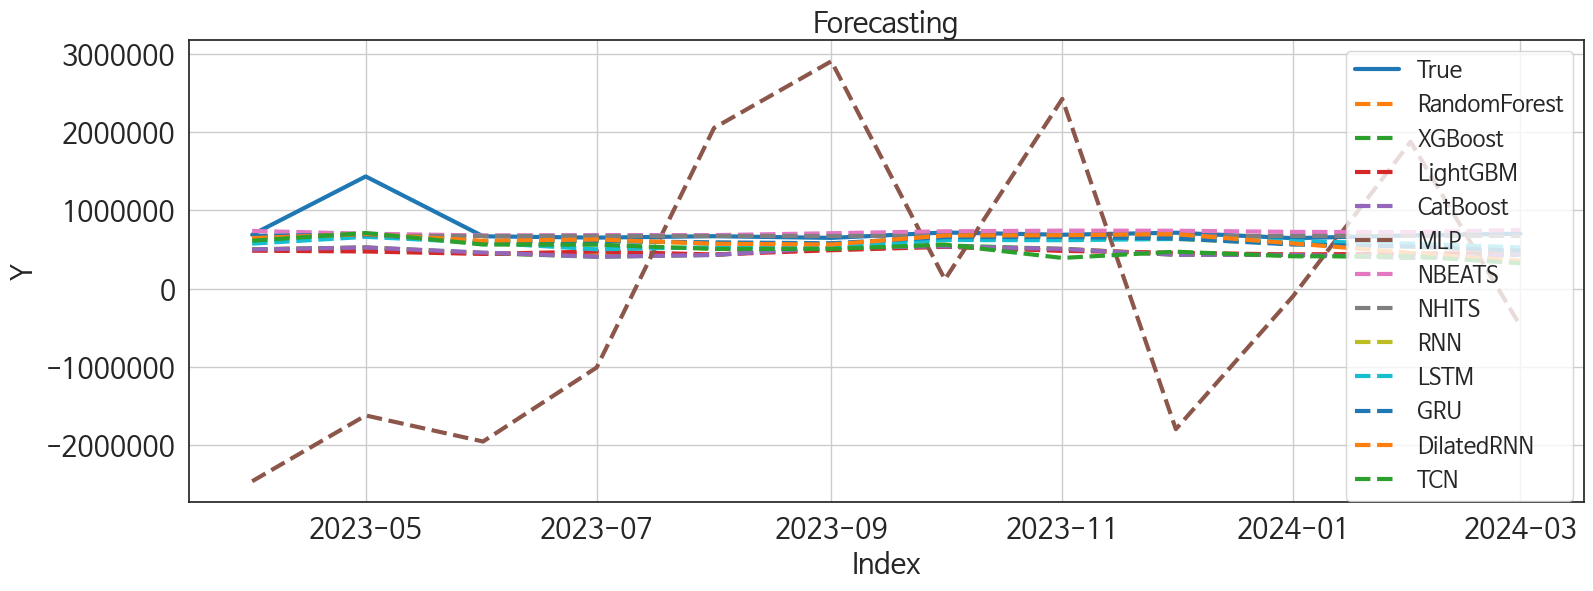 Forecasting
3000000
2000000
1000000
0
−1000000
−2000000
Y
2023−05
2023−07
2023−09
2023−11
2024−01
2024−03
Index
True
RandomForest
XGBoost
LightGBM
CatBoost
MLP
NBEATS
NHITS
RNN
LSTM
GRU
DilatedRNN
TCN